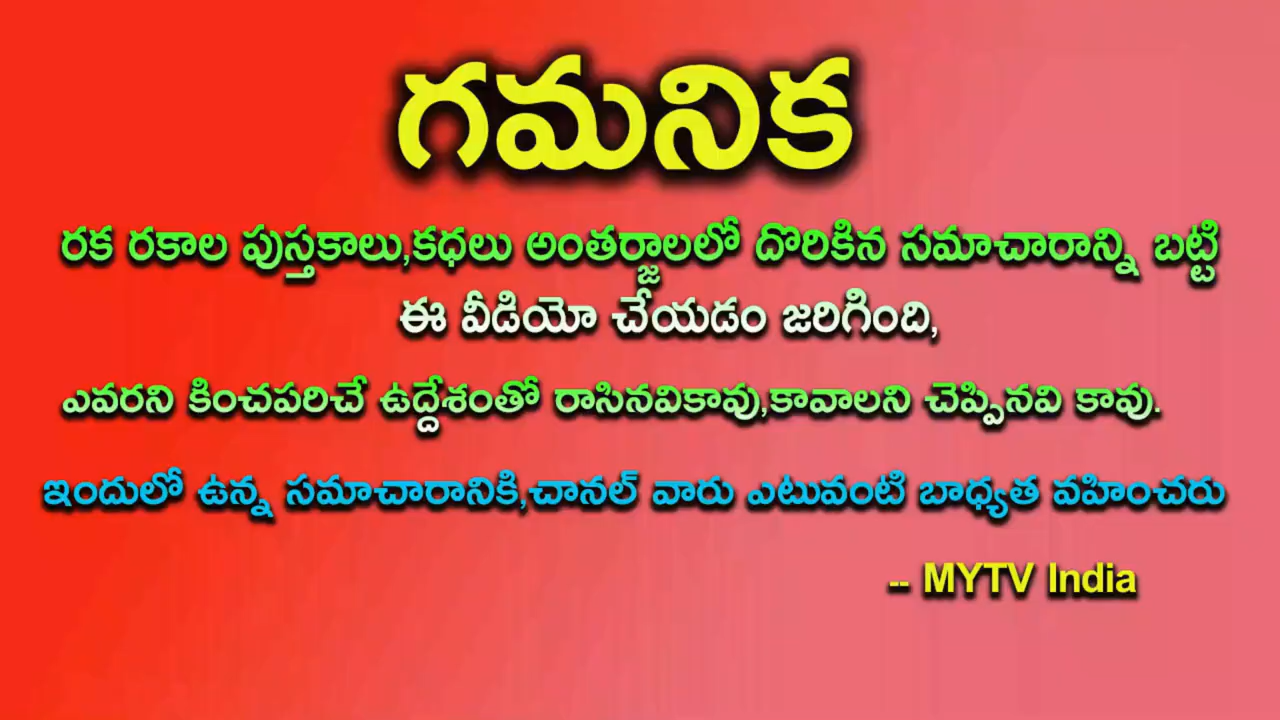 గమనిక
రక రకాల పుస్తకాలు,కధలు అంతర్జాలలో దొరికిన సమాచారాన్ని బట్టి
ఈ వీడియో చేయడం జరిగింది,
ఎవరని కించపరిచే ఉద్దేశంతో రాసినవికావు,కావాలని చెప్పినవి కావు.
ఇందులో ఉన్న సమాచారానికి,చానల్ వారు ఎటువంటి బాధ్యత వహించరు
-- MYTV India